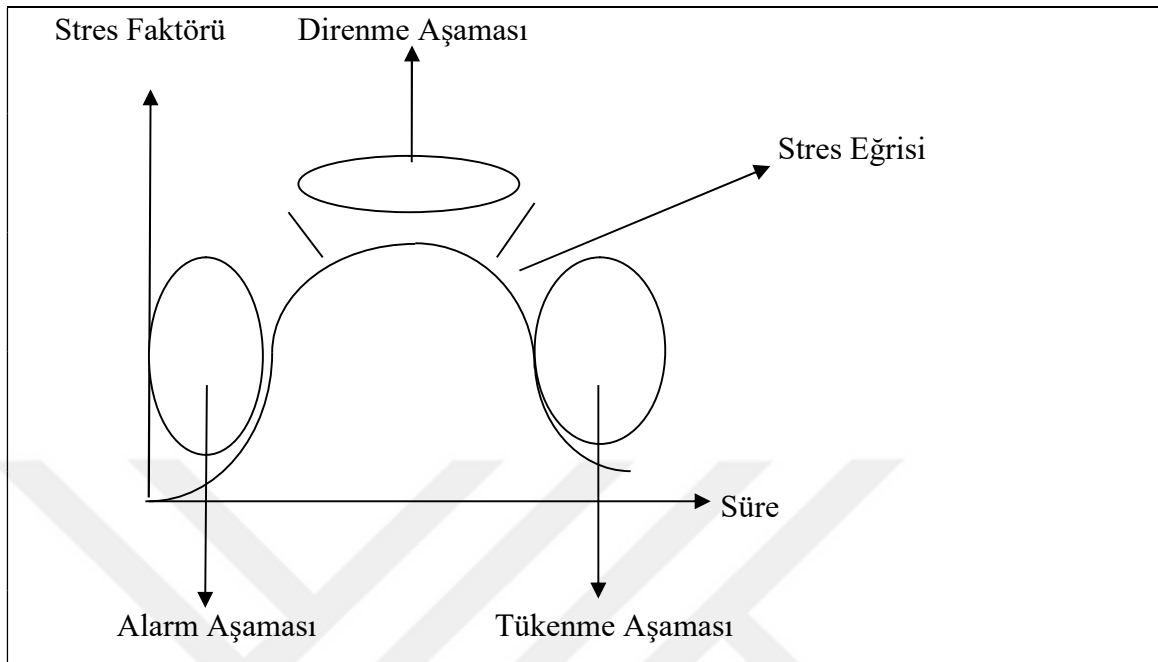 Stres Faktörü Direnme Aşaması
Stres Eğrisi
Süre
Alarm Aşaması Tükenme Aşaması